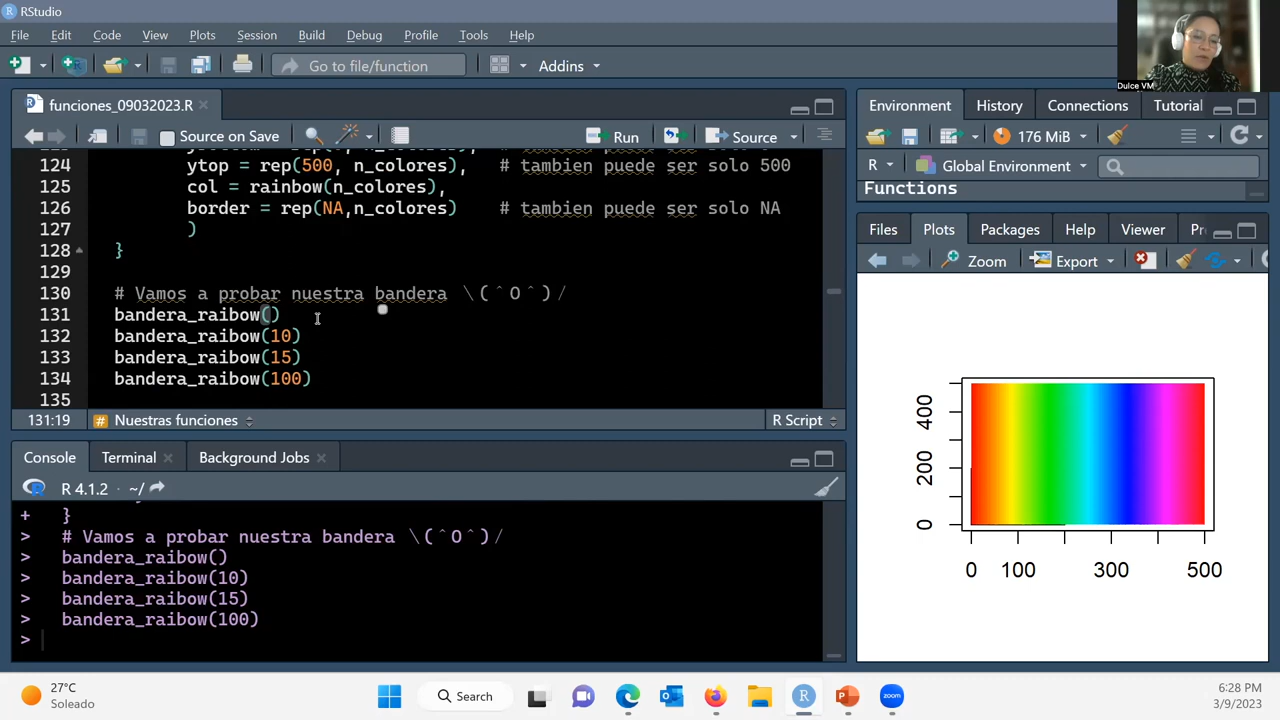 RStudio
File Edit Code View Plots Session Build Debug Profile Tools Help
Go to file/function Addins
funciones_09032023.R
Source on Save Run Source
124 ytop = rep(500, n_colores), # tambien puede ser solo 500
125 col = rainbow(n_colores),
126 border = rep(NA,n_colores) # tambien puede ser solo NA
127 )
128 }
129
130 # Vamos a probar nuestra bandera \(^O^)/
131 bandera_raibow()
132 bandera_raibow(10)
133 bandera_raibow(15)
134 bandera_raibow(100)
135
131:19 # Nuestras funciones R Script
Console Terminal Background Jobs
R 4.1.2 · ~/
+ }
> # Vamos a probar nuestra bandera \(^O^)/
> bandera_raibow()
> bandera_raibow(10)
> bandera_raibow(15)
> bandera_raibow(100)
>
Dulce VM
Environment History Connections Tutorial
176 MiB
R Global Environment
Functions
Files Plots Packages Help Viewer Pr
Zoom Export
400
200
0
0 100 300 500
27°C
Soleado
Search
6:28 PM
3/9/2023